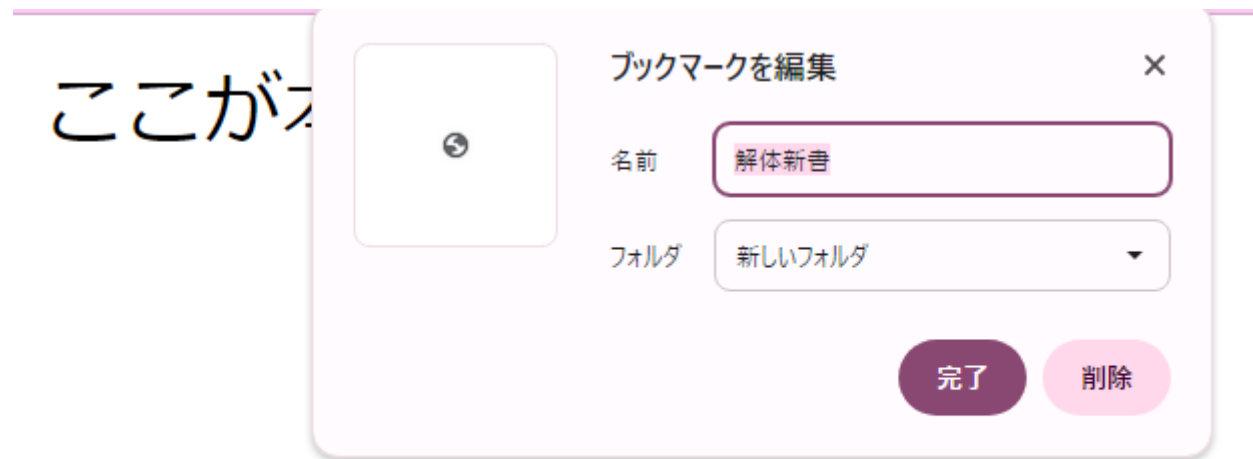 ここがオ
ブックマークを編集
名前
解体新書
フォルダ
新しいフォルダ
完了
削除